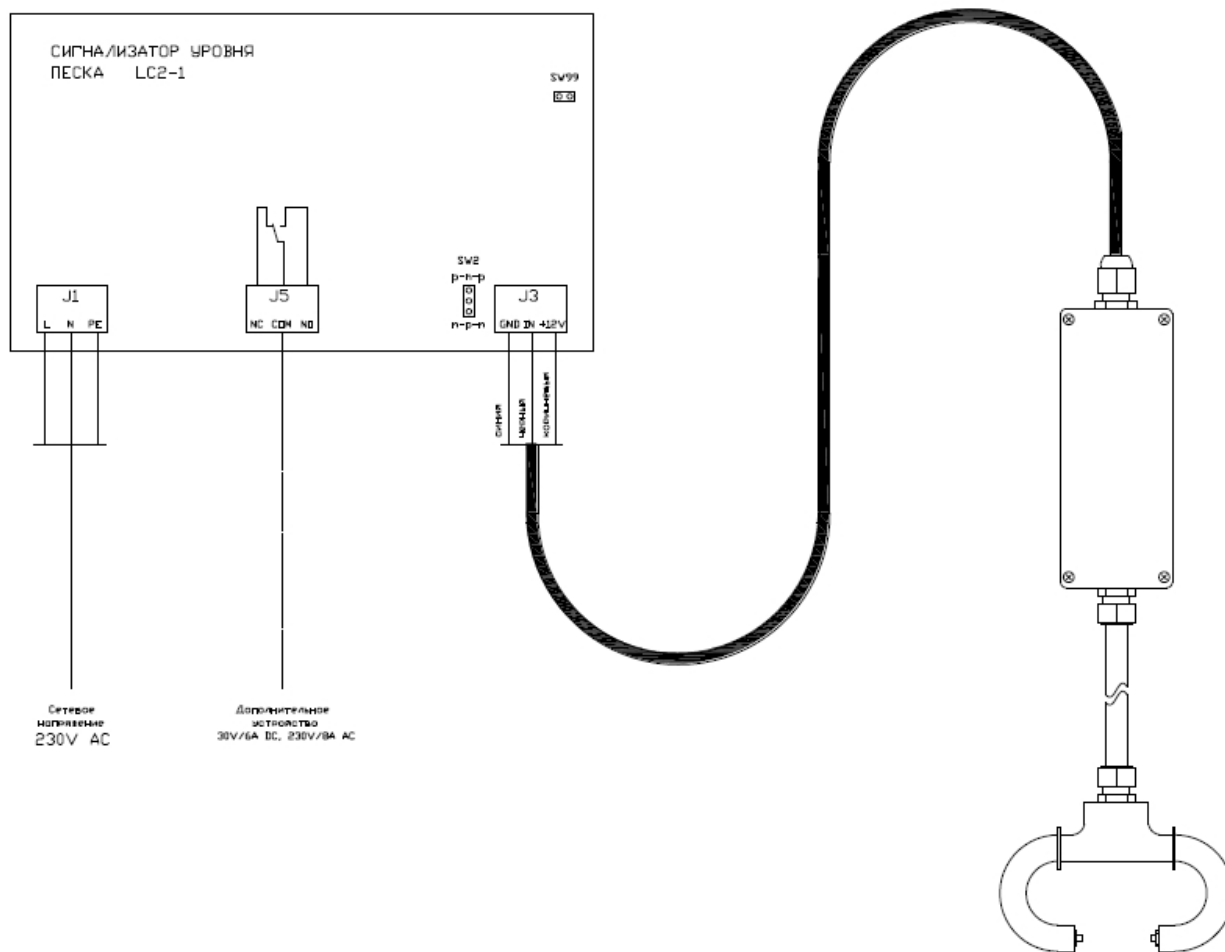 СИГНАЛИЗАТОР УРОВНЯ
ПЕСКА LC2-1
SW99
SW2
p-n-p
n-p-n
J1
L N PE
J5
NC COM NO
J3
GND IN +12V
синий
черный
коричневый
Сетевое
напряжение
230V AC
Дополнительное
устройство
30V/6A DC, 230V/8A AC